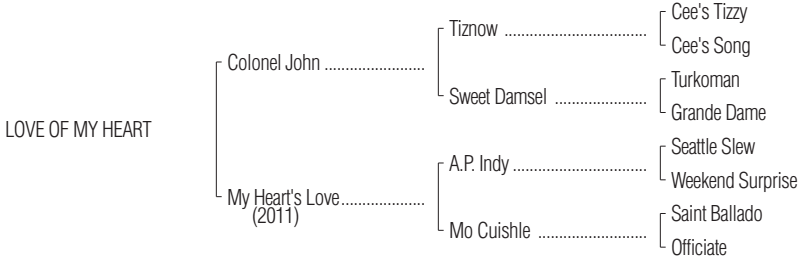 Cee's Tizzy
Tiznow ................................
Cee's Song
Colonel John ......................
Turkoman
Sweet Damsel .....................
Grande Dame
LOVE OF MY HEART
Seattle Slew
A.P. Indy ..............................
Weekend Surprise
My Heart's Love...................
(2011)
Saint Ballado
Mo Cuishle .........................
Officiate